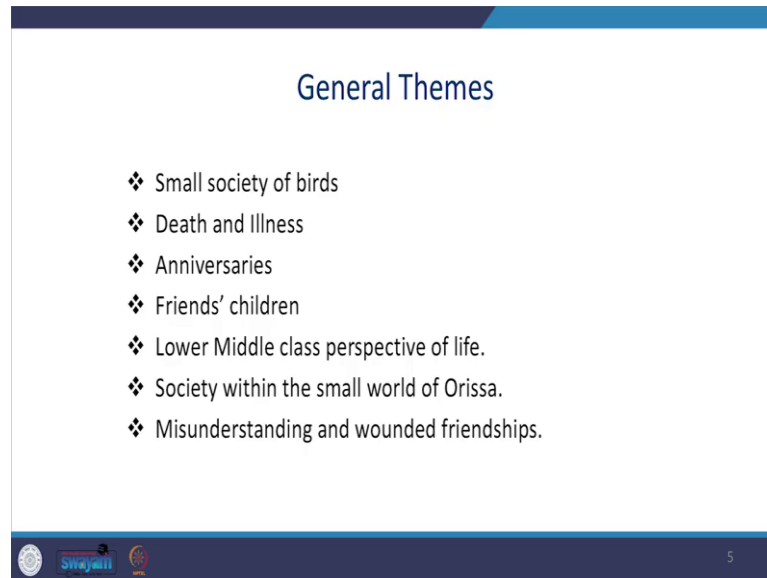 General Themes
❖ Small society of birds
❖ Death and Illness
❖ Anniversaries
❖ Friends’ children
❖ Lower Middle class perspective of life.
❖ Society within the small world of Orissa.
❖ Misunderstanding and wounded friendships.
swayam
5